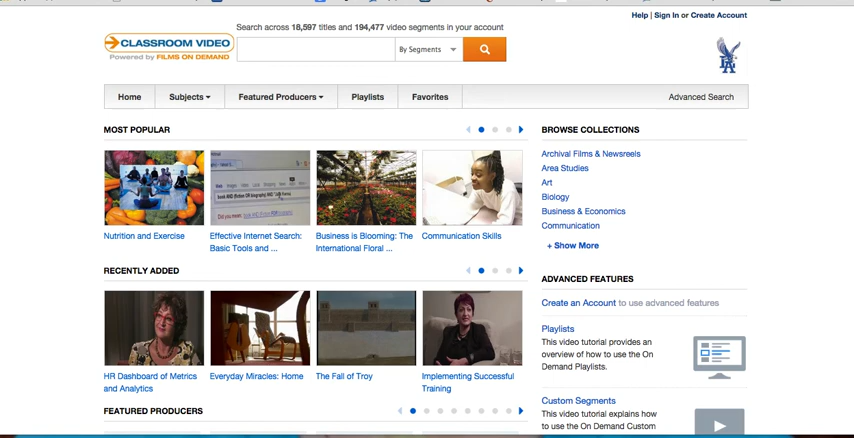 Help | Sign In or Create Account
Search across 18,597 titles and 194,477 video segments in your account
CLASSROOM VIDEO
Powered by FILMS ON DEMAND
By Segments
Home
Subjects
Featured Producers
Playlists
Favorites
Advanced Search
MOST POPULAR
Nutrition and Exercise
Effective Internet Search:
Basic Tools and ...
Business is Blooming: The
International Floral ...
Communication Skills
RECENTLY ADDED
HR Dashboard of Metrics
and Analytics
Everyday Miracles: Home
The Fall of Troy
Implementing Successful
Training
FEATURED PRODUCERS
BROWSE COLLECTIONS
Archival Films & Newsreels
Area Studies
Art
Biology
Business & Economics
Communication
+ Show More
ADVANCED FEATURES
Create an Account to use advanced features
Playlists
This video tutorial provides an
overview of how to use the On
Demand Playlists.
Custom Segments
This video tutorial explains how
to use the On Demand Custom